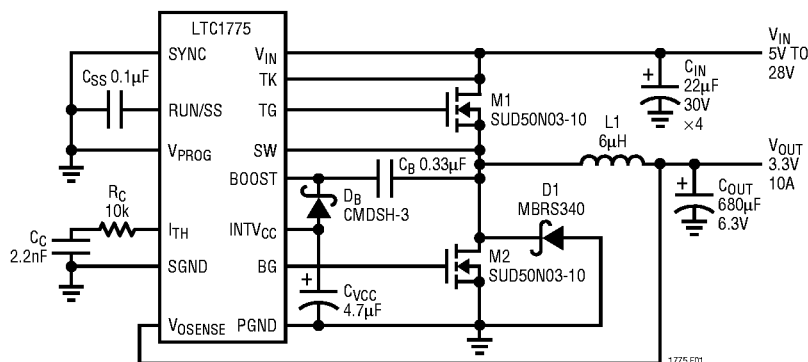 LTC1775
SYNC
RUN/SS
VPROG
ITH
SGND
VOSENSE
VIN
TK
TG
SW
BOOST
INTVCC
BG
PGND
CSS 0.1µF
RC
10k
CC
2.2nF
M1
SUD50N03-10
CB 0.33µF
DB
CMDSH-3
+
CVCC
4.7µF
M2
SUD50N03-10
D1
MBRS340
L1
6µH
+
CIN
22µF
30V
×4
VIN
5V TO
28V
VOUT
3.3V
10A
+
COUT
680µF
6.3V
1775 F01